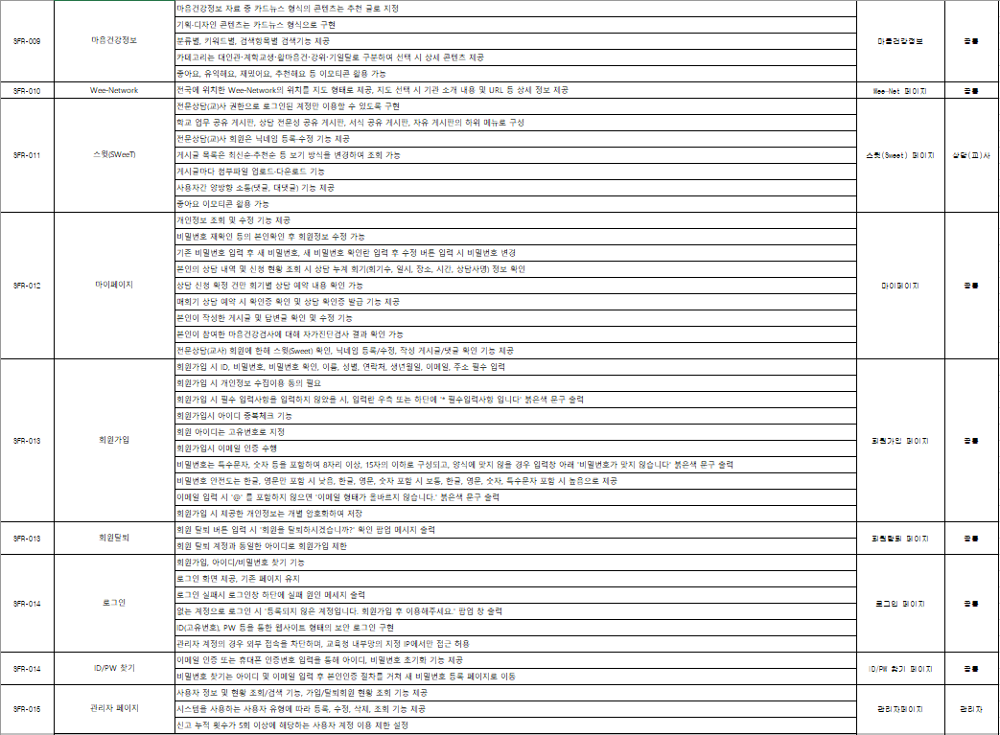 마음건강정보 자료 중 카드뉴스 형식의 콘텐츠는 추천 글로 지정
기획·디자인 콘텐츠는 카드뉴스 형식으로 구현
SFR-009 마음건강정보 분류별, 키워드별, 검색항목별 검색기능 제공 마음건강정보 공통
카테고리는 대인관·계학교생·활마음건·강위·기일탈로 구분하여 선택 시 상세 콘텐츠 제공
좋아요, 유익해요, 재밌어요, 추천해요 등 이모티콘 활용 가능
SFR-010 Wee-Network 전국에 위치한 Wee-Network의 위치를 지도 형태로 제공, 지도 선택 시 기관 소개 내용 및 URL 등 상세 정보 제공 Wee-Net 페이지 공통
전문상담(교)사 권한으로 로그인된 계정만 이용할 수 있도록 구현
학교 업무 공유 게시판, 상담 전문성 공유 게시판, 서식 공유 게시판, 자유 게시판의 하위 메뉴로 구성
전문상담(교)사 회원은 닉네임 등록·수정 기능 제공
SFR-011 스윗(SWeeT) 게시글 목록은 최신순·추천순 등 보기 방식을 변경하여 조회 가능 스윗(Sweet) 페이지 상담(교)사
게시글마다 첨부파일 업로드·다운로드 기능
사용자간 양방향 소통(댓글, 대댓글) 기능 제공
좋아요 이모티콘 활용 가능
개인정보 조회 및 수정 기능 제공
비밀번호 재확인 등의 본인확인 후 회원정보 수정 가능
기존 비밀번호 입력 후 새 비밀번호, 새 비밀번호 확인란 입력 후 수정 버튼 입력 시 비밀번호 변경
본인의 상담 내역 및 신청 현황 조회 시 상담 누계 회기(회기수, 일시, 장소, 시간, 상담사명) 정보 확인
SFR-012 마이페이지 상담 신청 확정 건만 회기별 상담 예약 내용 확인 가능 마이페이지 공통
매회기 상담 예약 시 확인증 확인 및 상담 확인증 발급 기능 제공
본인이 작성한 게시글 및 답변글 확인 및 수정 기능
본인이 참여한 마음건강검사에 대해 자가진단검사 결과 확인 가능
전문상담(교사) 회원에 한해 스윗(Sweet) 확인, 닉네임 등록/수정, 작성 게시글/댓글 확인 기능 제공
회원가입 시 ID, 비밀번호, 비밀번호 확인, 이름, 성별, 연락처, 생년월일, 이메일, 주소 필수 입력
회원가입 시 개인정보 수집이용 동의 필요
회원가입 시 필수 입력사항을 입력하지 않았을 시, 입력란 우측 또는 하단에 '* 필수입력사항 입니다' 붉은색 문구 출력
회원가입시 아이디 중복체크 기능
회원 아이디는 고유번호로 지정
SFR-013 회원가입 회원가입시 이메일 인증 수행 회원가입 페이지 공통
비밀번호는 특수문자, 숫자 등을 포함하여 8자리 이상, 15자의 이하로 구성되고, 양식에 맞지 않을 경우 입력창 아래 '비밀번호가 맞지 않습니다' 붉은색 문구 출력
비밀번호 안전도는 한글, 영문만 포함 시 낮음, 한글, 영문, 숫자 포함 시 보통, 한글, 영문, 숫자, 특수문자 포함 시 높음으로 제공
이메일 입력 시 '@' 를 포함하지 않으면 '이메일 형태가 올바르지 않습니다.' 붉은색 문구 출력
회원가입 시 제공한 개인정보는 개별 암호화하여 저장
SFR-013 회원탈퇴 회원 탈퇴 버튼 입력 시 '회원을 탈퇴하시겠습니까?' 확인 팝업 메시지 출력 회원탈퇴 페이지 공통
회원 탈퇴 계정과 동일한 아이디로 회원가입 제한
회원가입, 아이디/비밀번호 찾기 기능
로그인 화면 제공, 기존 페이지 유지
로그인 실패시 로그인창 하단에 실패 원인 메세지 출력
SFR-014 로그인 없는 계정으로 로그인 시 '등록되지 않은 계정입니다. 회원가입 후 이용해주세요.' 팝업 창 출력 로그인 페이지 공통
ID(고유번호), PW 등을 통한 웹사이트 형태의 보안 로그인 구현
관리자 계정의 경우 외부 접속을 차단하며, 교육청 내부망의 지정 IP에서만 접근 허용
SFR-014 ID/PW 찾기 이메일 인증 또는 휴대폰 인증번호 입력을 통해 아이디, 비밀번호 초기화 기능 제공 ID/PW 찾기 페이지 공통
비밀번호 찾기는 아이디 및 이메일 입력 후 본인인증 절차를 거쳐 새 비밀번호 등록 페이지로 이동
사용자 정보 및 현황 조회/검색 기능, 가입/탈퇴회원 현황 조회 기능 제공
SFR-015 관리자 페이지 시스템을 사용하는 사용자 유형에 따라 등록, 수정, 삭제, 조회 기능 제공 관리자페이지 관리자
신고 누적 횟수가 5회 이상에 해당하는 사용자 계정 이용 제한 설정